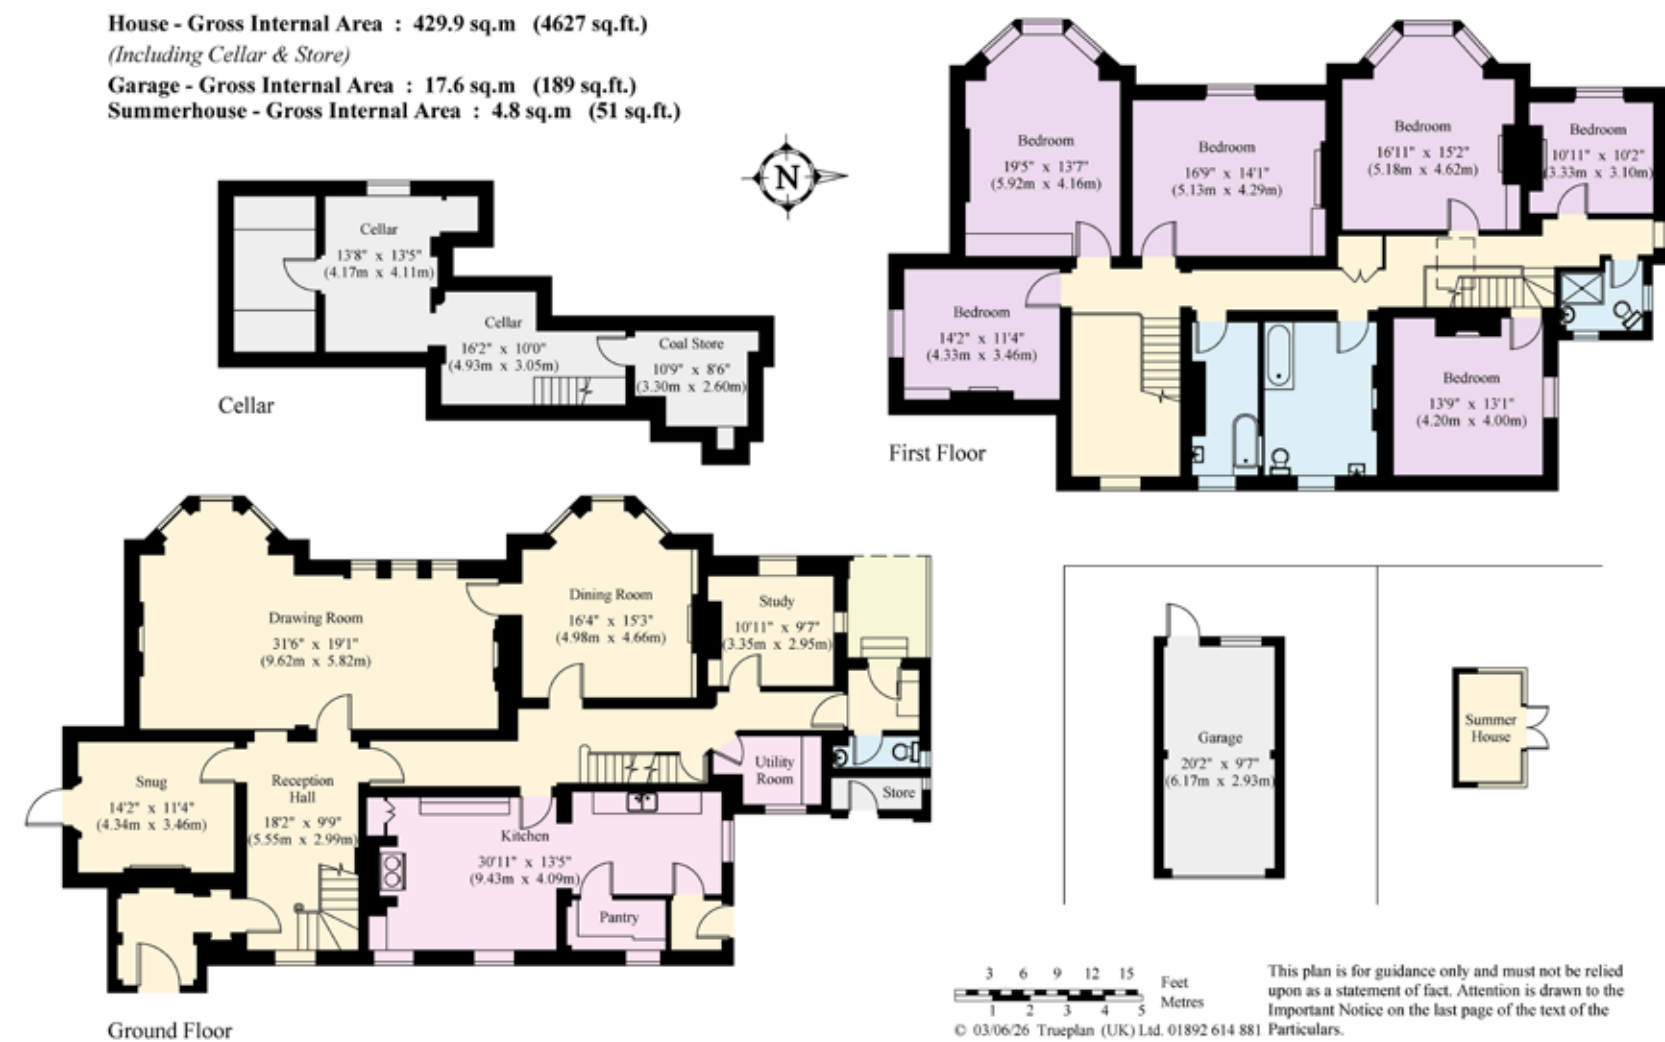 House - Gross Internal Area : 429.9 sq.m (4627 sq.ft.)
(Including Cellar & Store)
Garage - Gross Internal Area : 17.6 sq.m (189 sq.ft.)
Summerhouse - Gross Internal Area : 4.8 sq.m (51 sq.ft.)
N
Cellar
13'8" x 13'5"
(4.17m x 4.11m)
Cellar
16'2" x 10'0"
(4.93m x 3.05m)
Coal Store
10'9" x 8'6"
(3.30m x 2.60m)
Cellar
Bedroom
19'5" x 13'7"
(5.92m x 4.16m)
Bedroom
16'9" x 14'1"
(5.13m x 4.29m)
Bedroom
16'11" x 15'2"
(5.18m x 4.62m)
Bedroom
10'11" x 10'2"
(3.33m x 3.10m)
Bedroom
14'2" x 11'4"
(4.33m x 3.46m)
Bedroom
13'9" x 13'1"
(4.20m x 4.00m)
First Floor
Drawing Room
31'6" x 19'1"
(9.62m x 5.82m)
Dining Room
16'4" x 15'3"
(4.98m x 4.66m)
Study
10'11" x 9'7"
(3.35m x 2.95m)
Snug
14'2" x 11'4"
(4.34m x 3.46m)
Reception
Hall
18'2" x 9'9"
(5.55m x 2.99m)
Utility
Room
Store
Kitchen
30'11" x 13'5"
(9.43m x 4.09m)
Pantry
Ground Floor
Garage
20'2" x 9'7"
(6.17m x 2.93m)
Summer
House
3 6 9 12 15
Feet
Metres
1 2 3 4 5
© 03/06/26 Trueplan (UK) Ltd. 01892 614 881
This plan is for guidance only and must not be relied
upon as a statement of fact. Attention is drawn to the
Important Notice on the last page of the text of the
Particulars.